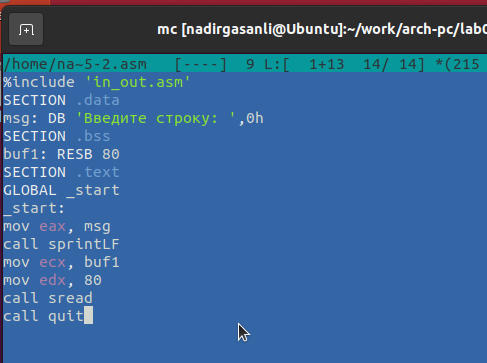 mc [nadirgasanli@Ubuntu]:~/work/arch-pc/lab0
/home/na~5-2.asm [----] 9 L:[ 1+13 14/ 14] *(215
%include 'in_out.asm'
SECTION .data
msg: DB 'Введите строку: ',0h
SECTION .bss
buf1: RESB 80
SECTION .text
GLOBAL _start
_start:
mov eax, msg
call sprintLF
mov ecx, buf1
mov edx, 80
call sread
call quit